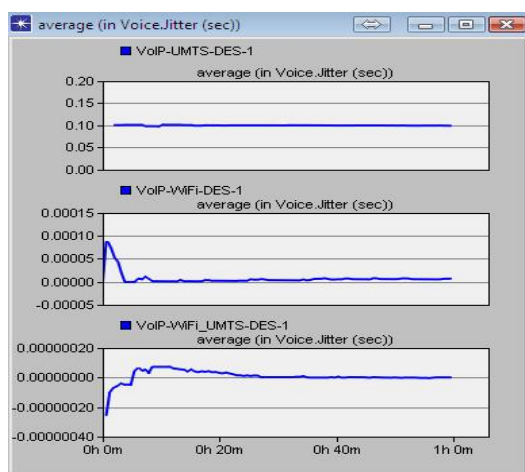 average (in Voice.Jitter (sec))
VoIP-UMTS-DES-1
average (in Voice.Jitter (sec))
0.20
0.15
0.10
0.05
0.00
VoIP-WiFi-DES-1
average (in Voice.Jitter (sec))
0.00015
0.00010
0.00005
0.00000
-0.00005
VoIP-WiFi_UMTS-DES-1
average (in Voice.Jitter (sec))
0.00000020
0.00000000
-0.00000020
-0.00000040
0h 0m 0h 20m 0h 40m 1h 0m